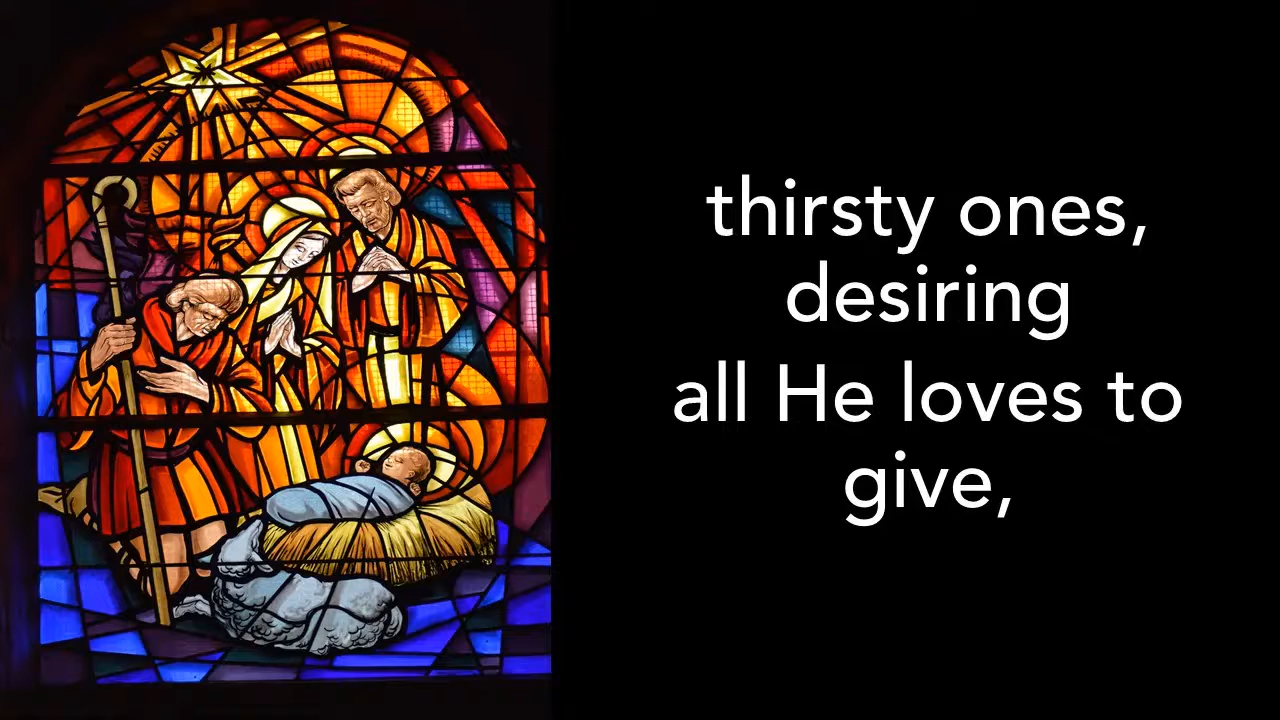 thirsty ones,
desiring
all He loves to
give,